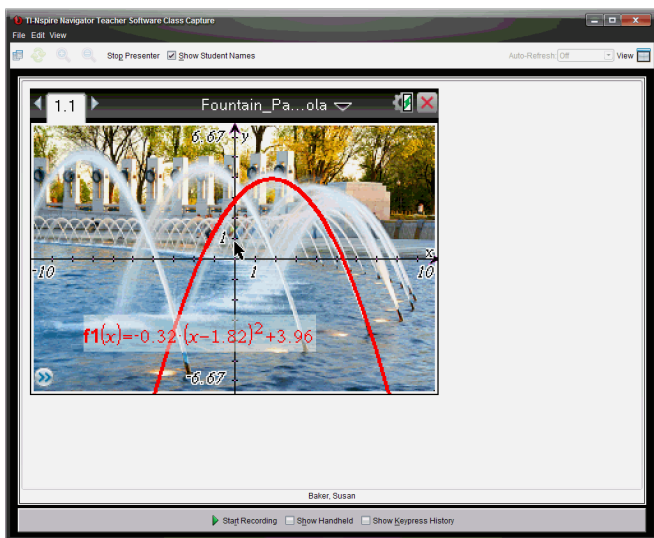 TI-Nspire Navigator Teacher Software Class Capture
File Edit View
Stop Presenter Show Student Names Auto-Refresh: Off View
1.1 Fountain_Pa...ola
6.67 y
1
x
-10 1 10
f1(x)=-0.32·(x-1.82)²+3.96
-6.67
Baker, Susan
Start Recording Show Handheld Show Keypress History